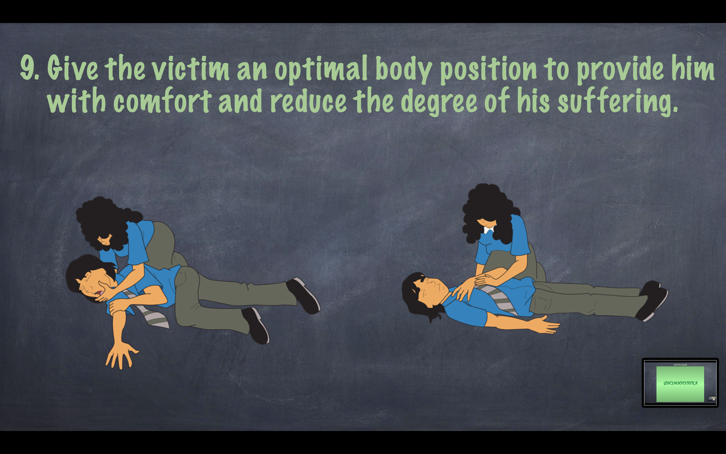 9. Give the victim an optimal body position to provide him
with comfort and reduce the degree of his suffering.